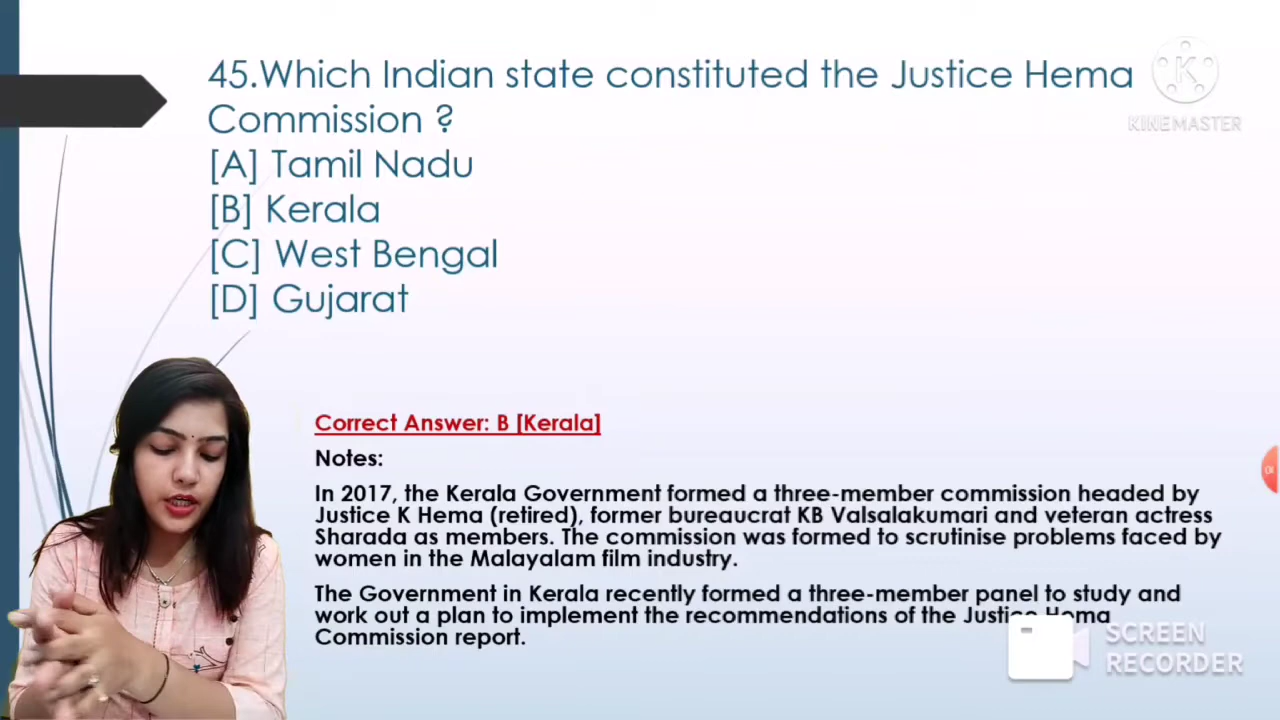 45.Which Indian state constituted the Justice Hema
Commission ?
[A] Tamil Nadu
[B] Kerala
[C] West Bengal
[D] Gujarat
Correct Answer: B [Kerala]
Notes:
In 2017, the Kerala Government formed a three-member commission headed by
Justice K Hema (retired), former bureaucrat KB Valsalakumari and veteran actress
Sharada as members. The commission was formed to scrutinise problems faced by
women in the Malayalam film industry.
The Government in Kerala recently formed a three-member panel to study and
work out a plan to implement the recommendations of the Justice Hema
Commission report.
K
KINEMASTER
SCREEN
RECORDER